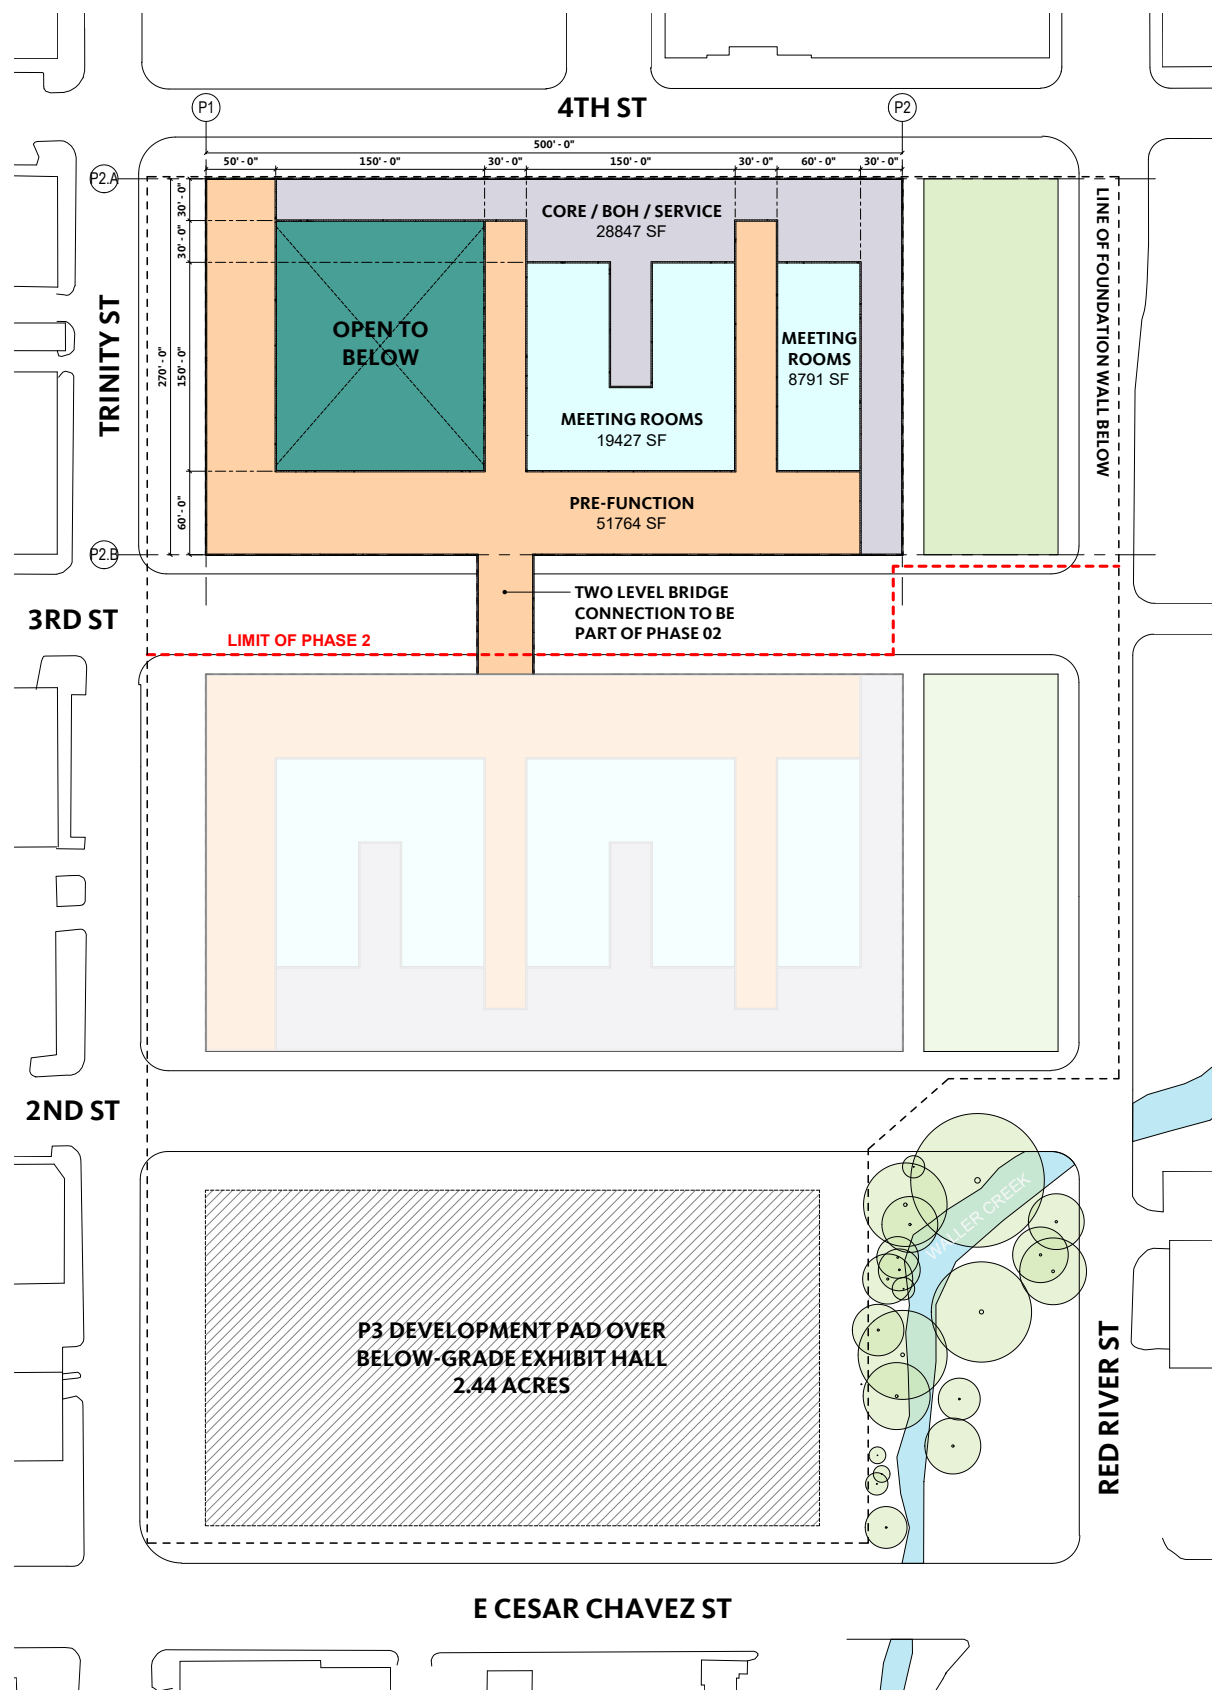 4TH ST
P1
P2
500' - 0"
50' - 0"
150' - 0"
30' - 0"
150' - 0"
30' - 0"
60' - 0"
30' - 0"
P2.A
P2.B
30' - 0"
30' - 0"
150' - 0"
60' - 0"
270' - 0"
TRINITY ST
CORE / BOH / SERVICE
28847 SF
OPEN TO
BELOW
MEETING
ROOMS
8791 SF
MEETING ROOMS
19427 SF
PRE-FUNCTION
51764 SF
LINE OF FOUNDATION WALL BELOW
TWO LEVEL BRIDGE
CONNECTION TO BE
PART OF PHASE 02
3RD ST
LIMIT OF PHASE 2
2ND ST
WALLER CREEK
P3 DEVELOPMENT PAD OVER
BELOW-GRADE EXHIBIT HALL
2.44 ACRES
RED RIVER ST
E CESAR CHAVEZ ST